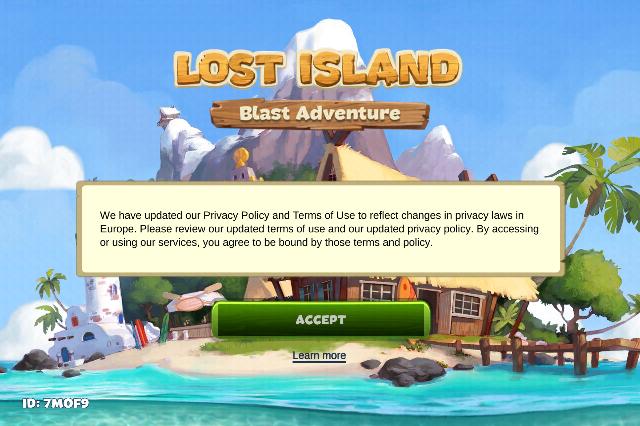 LOST ISLAND
Blast Adventure
We have updated our Privacy Policy and Terms of Use to reflect changes in privacy laws in
Europe. Please review our updated terms of use and our updated privacy policy. By accessing
or using our services, you agree to be bound by those terms and policy.
ACCEPT
Learn more
ID: 7MOF9